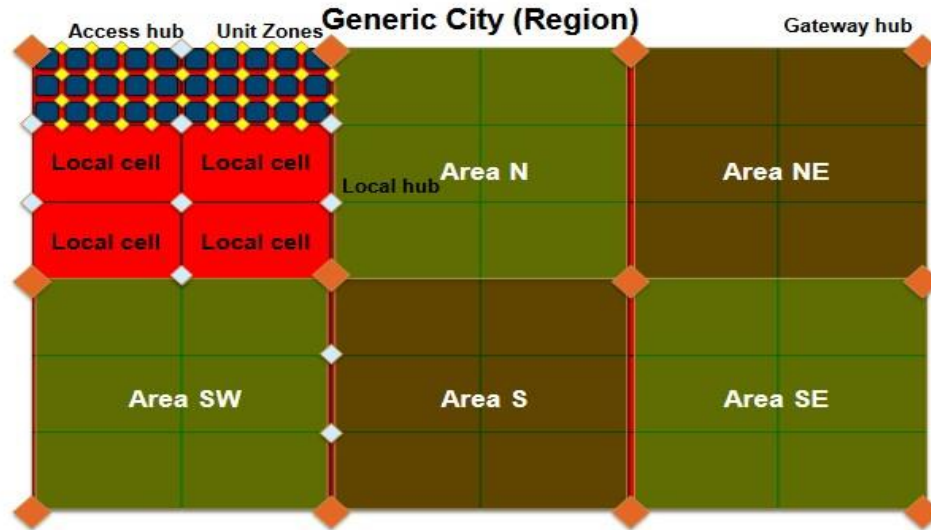 Generic City (Region)
Access hub
Unit Zones
Gateway hub
Local cell
Local cell
Area N
Area NE
Local hub
Local cell
Local cell
Area SW
Area S
Area SE